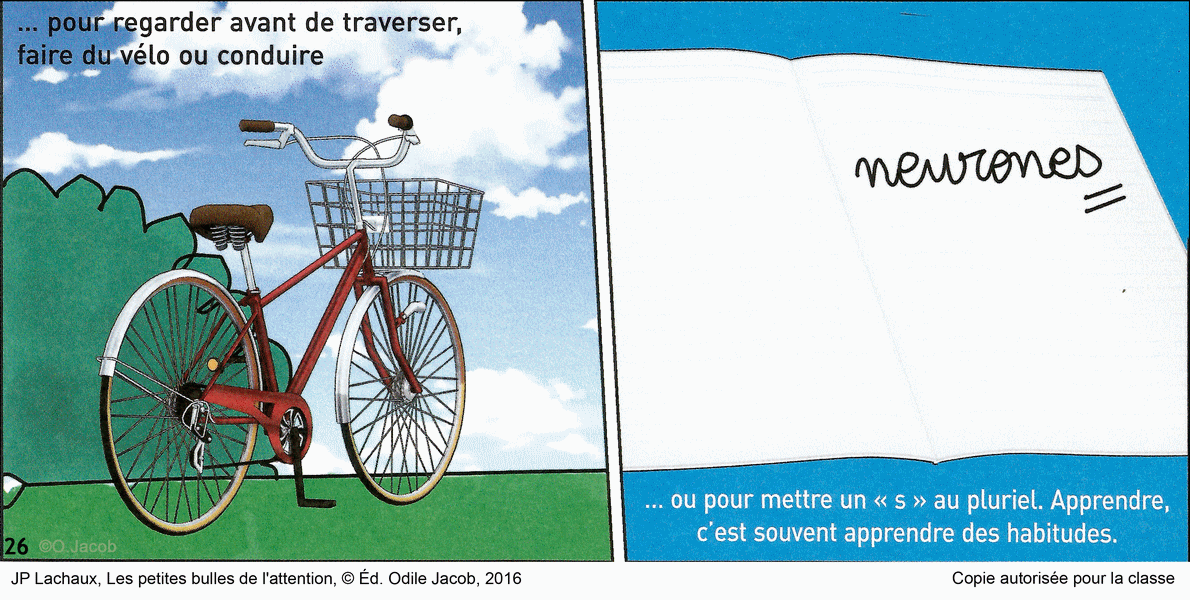 ... pour regarder avant de traverser,
faire du vélo ou conduire
neurones
... ou pour mettre un « s » au pluriel. Apprendre,
c'est souvent apprendre des habitudes.
26 ©O.Jacob
JP Lachaux, Les petites bulles de l'attention, © Éd. Odile Jacob, 2016
Copie autorisée pour la classe